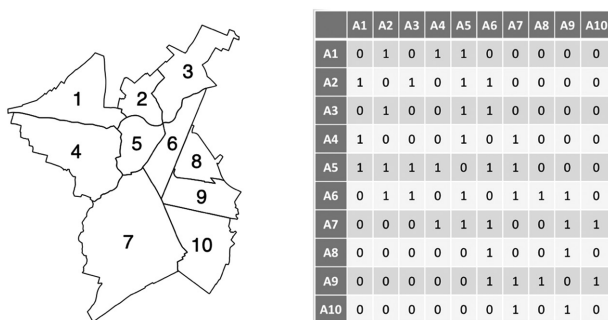 1
2
3
4
5
6
7
8
9
10
A1 A2 A3 A4 A5 A6 A7 A8 A9 A10
A1 0 1 0 1 1 0 0 0 0 0
A2 1 0 1 0 1 1 0 0 0 0
A3 0 1 0 0 1 1 0 0 0 0
A4 1 0 0 0 1 0 1 0 0 0
A5 1 1 1 1 0 1 1 0 0 0
A6 0 1 1 0 1 0 1 1 1 0
A7 0 0 0 1 1 1 0 0 1 1
A8 0 0 0 0 0 1 0 0 1 0
A9 0 0 0 0 0 1 1 1 0 1
A10 0 0 0 0 0 0 1 0 1 0